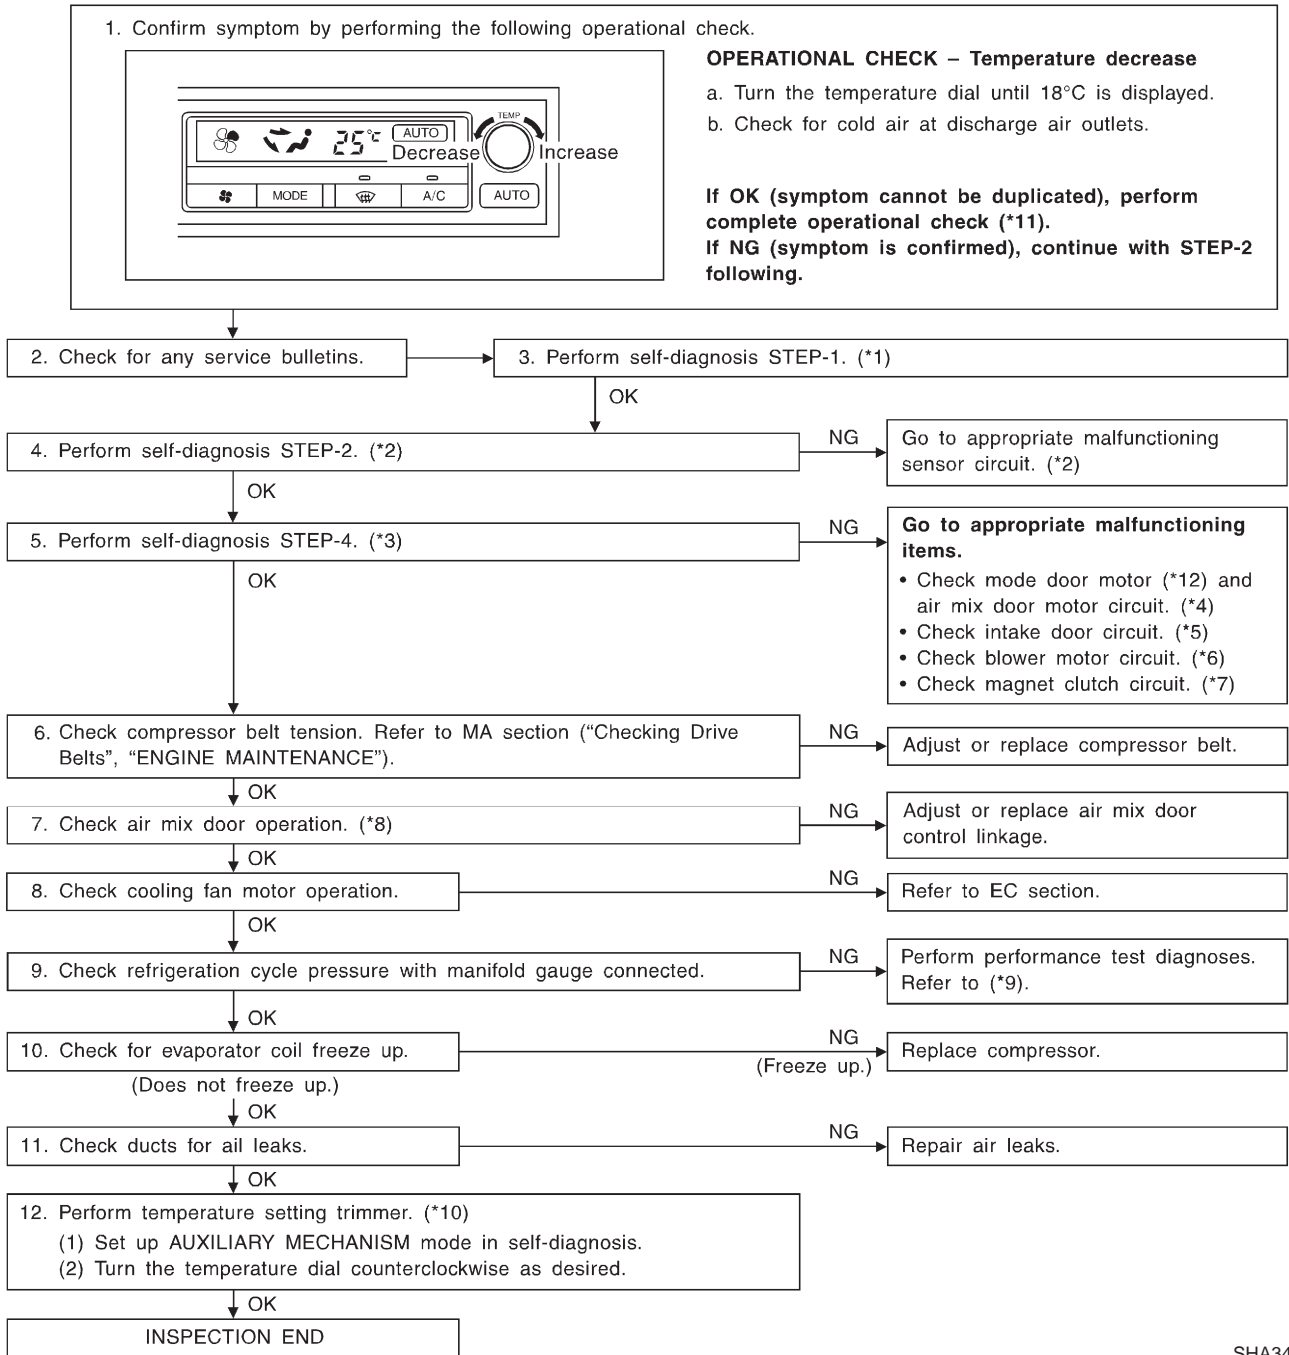 1. Confirm symptom by performing the following operational check.
TEMP
25°C
AUTO
Decrease
Increase
MODE
A/C
AUTO
OPERATIONAL CHECK – Temperature decrease
a. Turn the temperature dial until 18°C is displayed.
b. Check for cold air at discharge air outlets.
If OK (symptom cannot be duplicated), perform
complete operational check (*11).
If NG (symptom is confirmed), continue with STEP-2
following.
2. Check for any service bulletins.
3. Perform self-diagnosis STEP-1. (*1)
OK
4. Perform self-diagnosis STEP-2. (*2)
NG
Go to appropriate malfunctioning
sensor circuit. (*2)
OK
5. Perform self-diagnosis STEP-4. (*3)
NG
Go to appropriate malfunctioning
items.
• Check mode door motor (*12) and
air mix door motor circuit. (*4)
• Check intake door circuit. (*5)
• Check blower motor circuit. (*6)
• Check magnet clutch circuit. (*7)
OK
6. Check compressor belt tension. Refer to MA section (“Checking Drive
Belts”, “ENGINE MAINTENANCE”).
NG
Adjust or replace compressor belt.
OK
7. Check air mix door operation. (*8)
NG
Adjust or replace air mix door
control linkage.
OK
8. Check cooling fan motor operation.
NG
Refer to EC section.
OK
9. Check refrigeration cycle pressure with manifold gauge connected.
NG
Perform performance test diagnoses.
Refer to (*9).
OK
10. Check for evaporator coil freeze up.
NG
(Freeze up.)
Replace compressor.
(Does not freeze up.)
OK
11. Check ducts for ail leaks.
NG
Repair air leaks.
OK
12. Perform temperature setting trimmer. (*10)
(1) Set up AUXILIARY MECHANISM mode in self-diagnosis.
(2) Turn the temperature dial counterclockwise as desired.
OK
INSPECTION END
SHA34